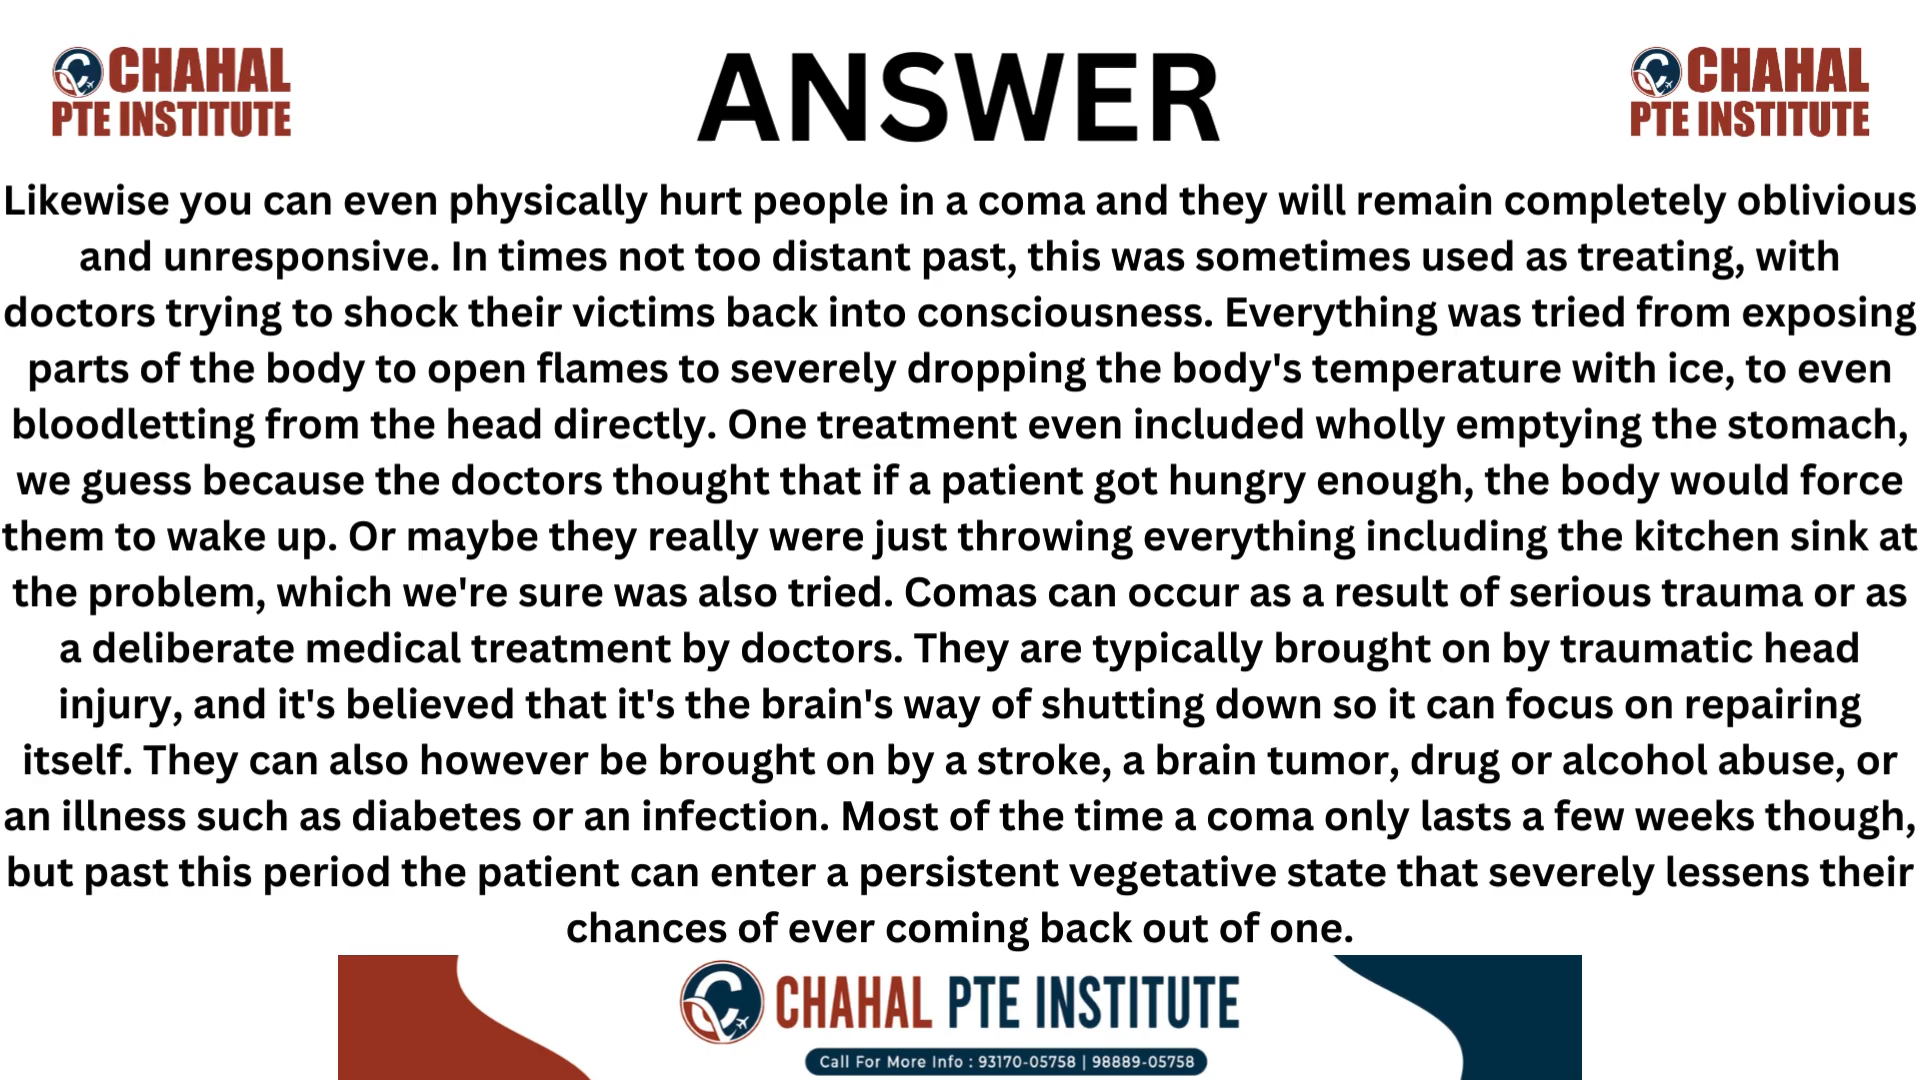 CHAHAL
PTE INSTITUTE
ANSWER
CHAHAL
PTE INSTITUTE
Likewise you can even physically hurt people in a coma and they will remain completely oblivious
and unresponsive. In times not too distant past, this was sometimes used as treating, with
doctors trying to shock their victims back into consciousness. Everything was tried from exposing
parts of the body to open flames to severely dropping the body's temperature with ice, to even
bloodletting from the head directly. One treatment even included wholly emptying the stomach,
we guess because the doctors thought that if a patient got hungry enough, the body would force
them to wake up. Or maybe they really were just throwing everything including the kitchen sink at
the problem, which we're sure was also tried. Comas can occur as a result of serious trauma or as
a deliberate medical treatment by doctors. They are typically brought on by traumatic head
injury, and it's believed that it's the brain's way of shutting down so it can focus on repairing
itself. They can also however be brought on by a stroke, a brain tumor, drug or alcohol abuse, or
an illness such as diabetes or an infection. Most of the time a coma only lasts a few weeks though,
but past this period the patient can enter a persistent vegetative state that severely lessens their
chances of ever coming back out of one.
CHAHAL PTE INSTITUTE
Call For More Info : 93170-05758 | 98889-05758